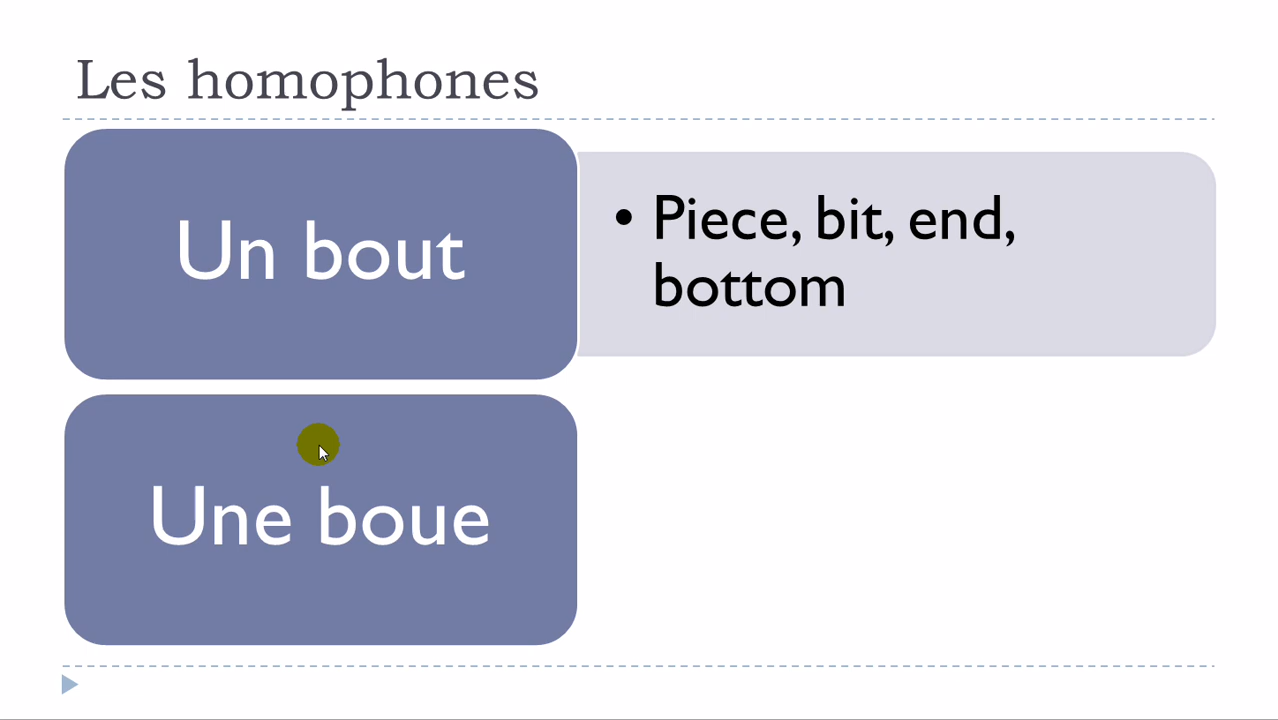 Les homophones
Un bout
• Piece, bit, end,
bottom
Une boue